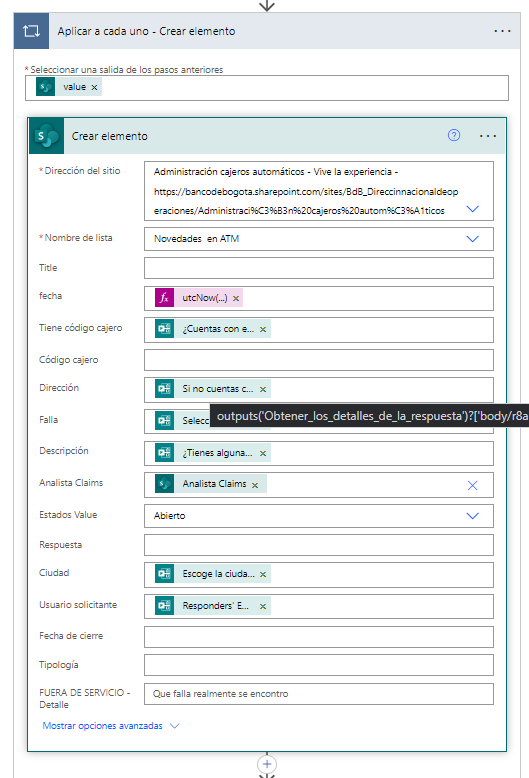 Aplicar a cada uno - Crear elemento
* Seleccionar una salida de los pasos anteriores
value ×
Crear elemento
* Dirección del sitio
Administración cajeros automáticos - Vive la experiencia -
https://bancodebogota.sharepoint.com/sites/BdB_Direccinnacionaldeop
eraciones/Administraci%C3%B3n%20cajeros%20autom%C3%A1ticos
* Nombre de lista
Novedades en ATM
Title
fecha
fx utcNow(...) ×
Tiene código cajero
¿Cuentas con e... ×
Código cajero
Dirección
Si no cuentas c... ×
outputs('Obtener_los_detalles_de_la_respuesta')?['body/r8a
Falla
Selecc
Descripción
¿Tienes alguna... ×
Analista Claims
Analista Claims ×
Estados Value
Abierto
Respuesta
Ciudad
Escoge la ciuda... ×
Usuario solicitante
Responders' E... ×
Fecha de cierre
Tipología
FUERA DE SERVICIO -
Detalle
Que falla realmente se encontro
Mostrar opciones avanzadas